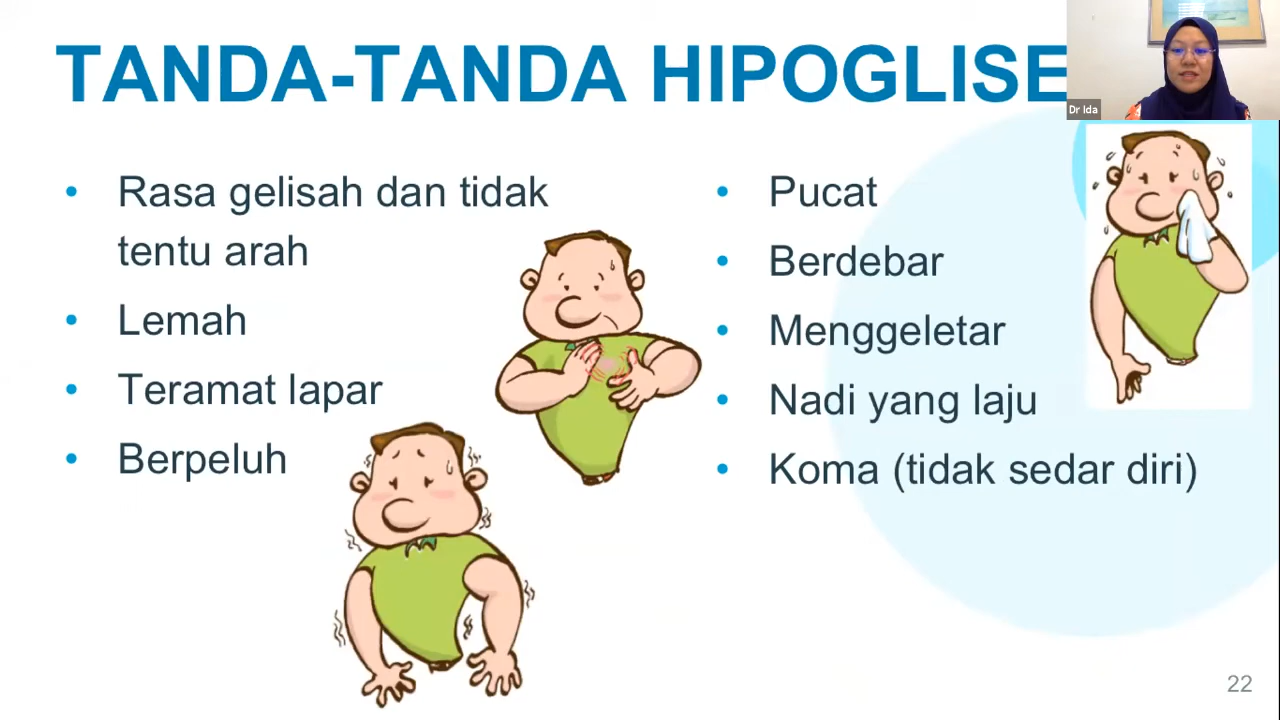 TANDA-TANDA HIPOGLISE
Dr Ida
• Rasa gelisah dan tidak
tentu arah
• Lemah
• Teramat lapar
• Berpeluh
• Pucat
• Berdebar
• Menggeletar
• Nadi yang laju
• Koma (tidak sedar diri)
22